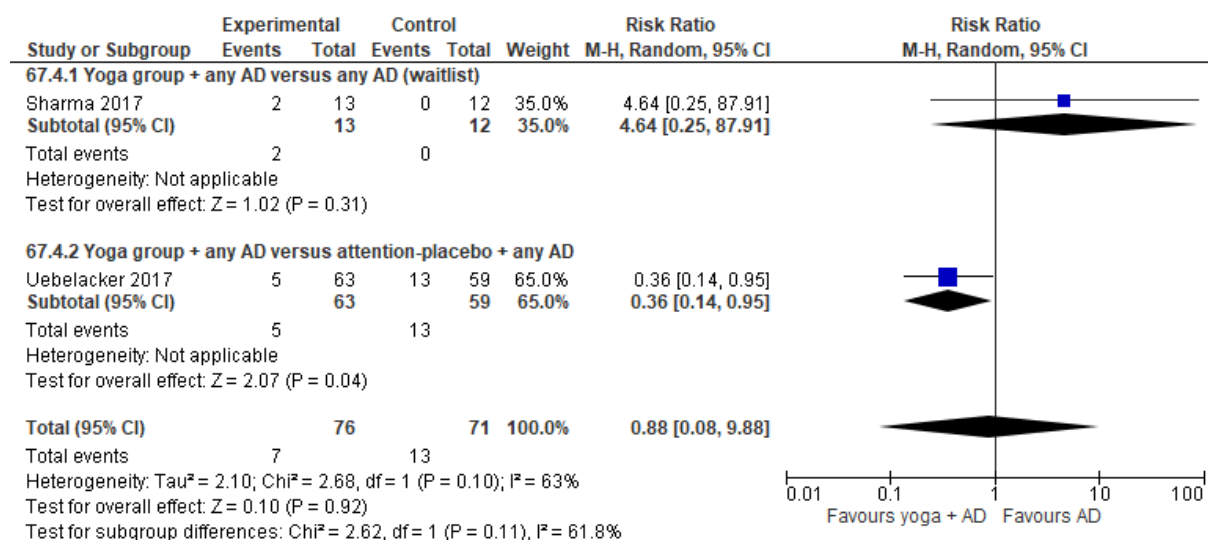 Experimental Control Risk Ratio Risk Ratio
Study or Subgroup Events Total Events Total Weight M-H, Random, 95% CI M-H, Random, 95% CI
67.4.1 Yoga group + any AD versus any AD (waitlist)
Sharma 2017 2 13 0 12 35.0% 4.64 [0.25, 87.91]
Subtotal (95% CI) 13 12 35.0% 4.64 [0.25, 87.91]
Total events 2 0
Heterogeneity: Not applicable
Test for overall effect: Z = 1.02 (P = 0.31)
67.4.2 Yoga group + any AD versus attention-placebo + any AD
Uebelacker 2017 5 63 13 59 65.0% 0.36 [0.14, 0.95]
Subtotal (95% CI) 63 59 65.0% 0.36 [0.14, 0.95]
Total events 5 13
Heterogeneity: Not applicable
Test for overall effect: Z = 2.07 (P = 0.04)
Total (95% CI) 76 71 100.0% 0.88 [0.08, 9.88]
Total events 7 13
Heterogeneity: Tau² = 2.10; Chi² = 2.68, df = 1 (P = 0.10); I² = 63%
Test for overall effect: Z = 0.10 (P = 0.92)
Test for subgroup differences: Chi² = 2.62, df = 1 (P = 0.11), I² = 61.8%
0.01 0.1 1 10 100
Favours yoga + AD Favours AD